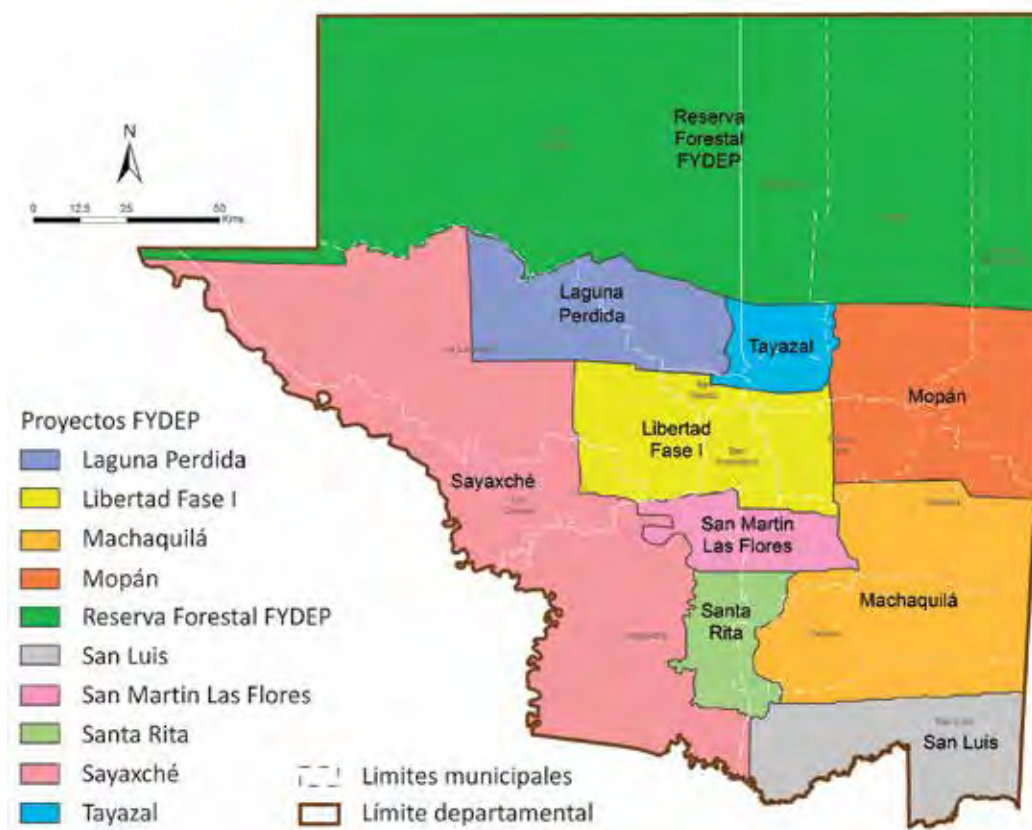 Reserva
Forestal
FYDEP
N
0 12.5 25 50
Kms
Laguna
Perdida
Tayazal
Mopán
Libertad
Fase I
Sayaxché
San Martin
Las Flores
Machaquilá
Santa
Rita
San Luis
San Luis
Proyectos FYDEP
Laguna Perdida
Libertad Fase I
Machaquilá
Mopán
Reserva Forestal FYDEP
San Luis
San Martin Las Flores
Santa Rita
Sayaxché
Tayazal
Limites municipales
Límite departamental